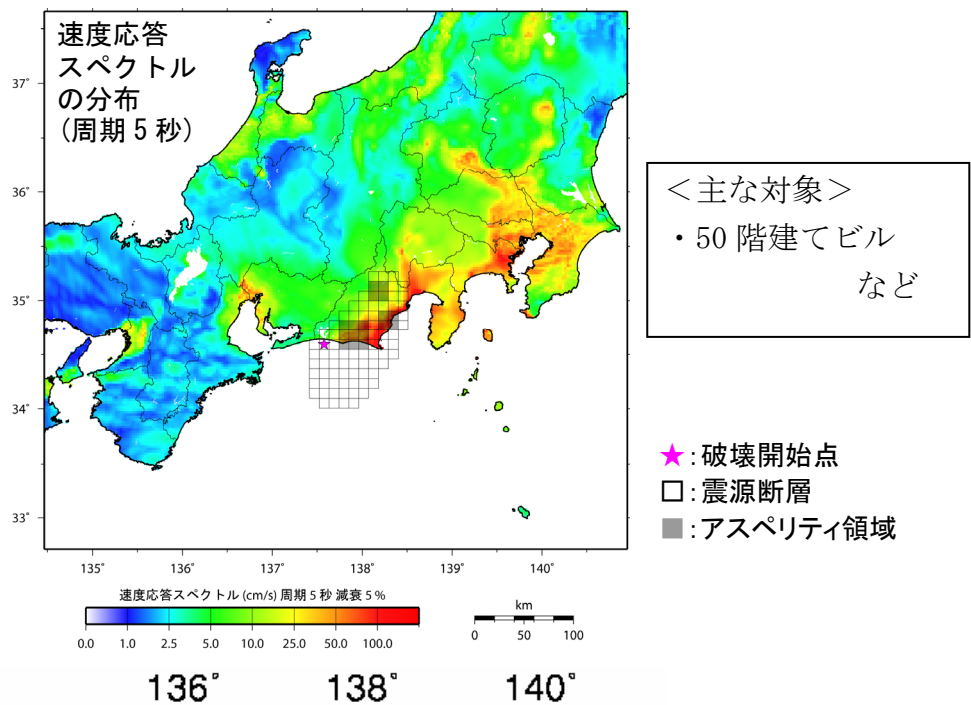 速度応答
スペクトル
の分布
(周期5秒)
37°
36°
35°
34°
33°
135° 136° 137° 138° 139° 140°
速度応答スペクトル (cm/s) 周期 5 秒 減衰 5 %
0.0 1.0 2.5 5.0 10.0 25.0 50.0 100.0
km
0 50 100
＜主な対象＞
・50 階建てビル
など
★:破壊開始点
□:震源断層
■:アスペリティ領域
136° 138° 140°